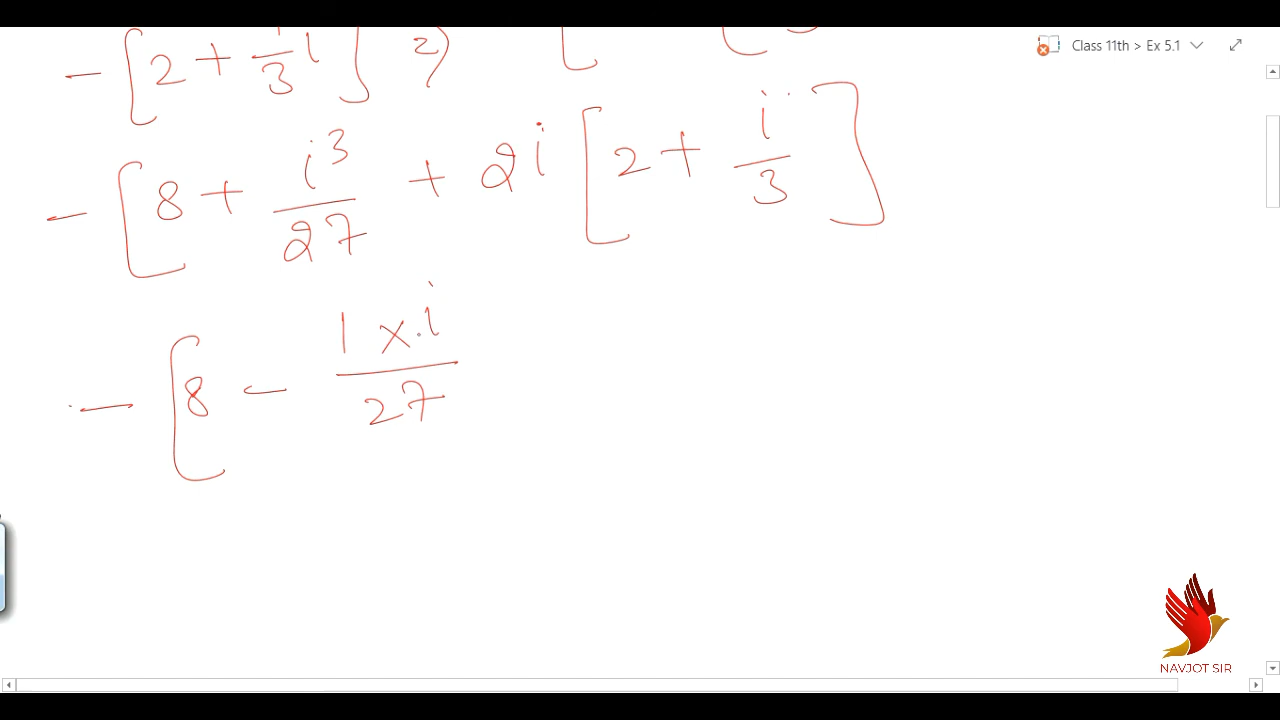 Class 11th > Ex 5.1
- [2 + 1/3 i]
- [8 + i³/27 + 2i [2 + i/3]
- [8 - 1 x i/27
NAVJOT SIR